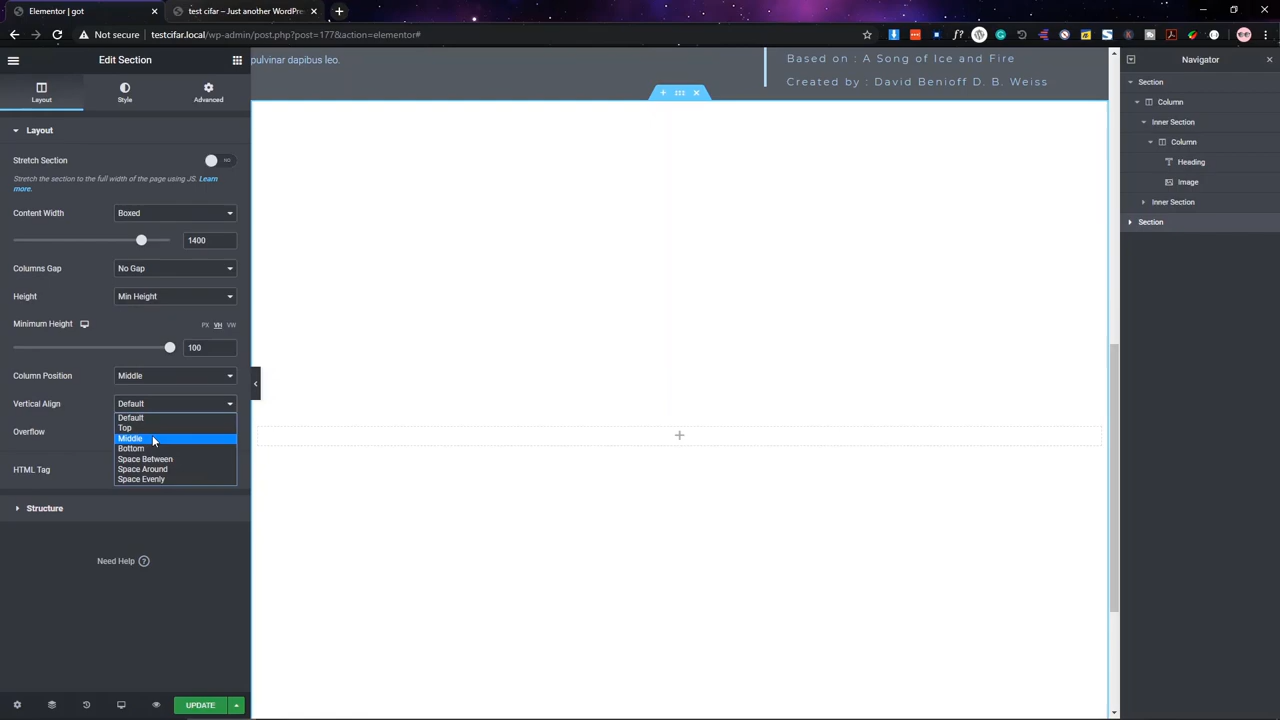 Elementor | got
test cifar – Just another WordPre
Not secure
testcifar.local/wp-admin/post.php?post=177&action=elementor#
Edit Section
Layout
Style
Advanced
Layout
Stretch Section
NO
Stretch the section to the full width of the page using JS. Learn
more.
Content Width
Boxed
1400
Columns Gap
No Gap
Height
Min Height
Minimum Height
PX VH VW
100
Column Position
Middle
Vertical Align
Default
Default
Top
Middle
Bottom
Space Between
Space Around
Space Evenly
Overflow
HTML Tag
Structure
Need Help
UPDATE
pulvinar dapibus leo.
Based on : A Song of Ice and Fire
Created by : David Benioff D. B. Weiss
Navigator
Section
Column
Inner Section
Column
Heading
Image
Inner Section
Section